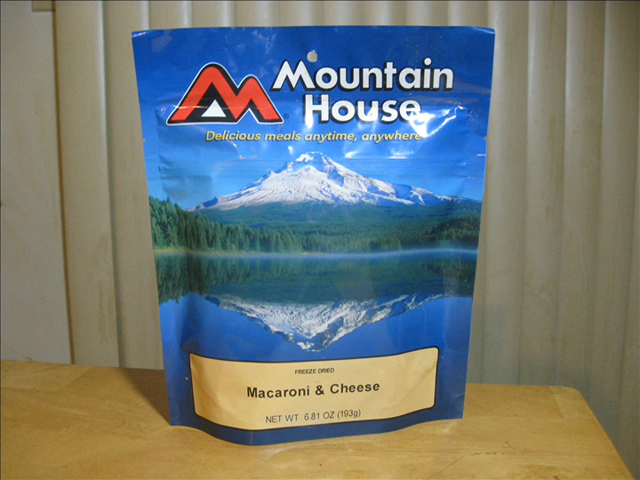 Mountain
House
Delicious meals anytime, anywhere
FREEZE DRIED
Macaroni & Cheese
NET WT 6.81 OZ (193g)